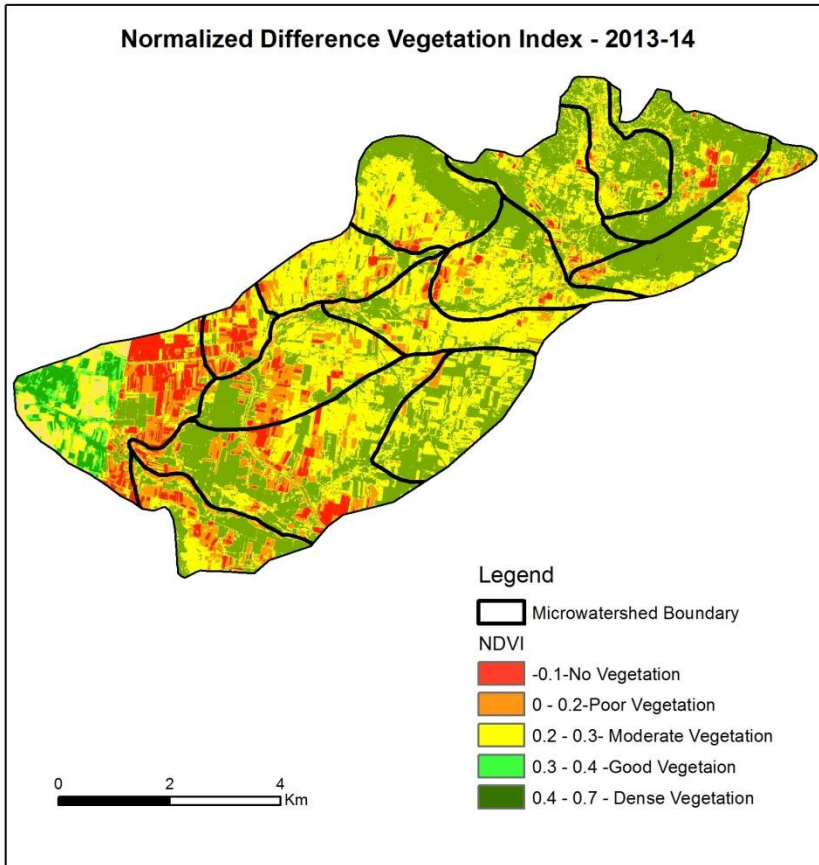 Normalized Difference Vegetation Index - 2013-14
Legend
Microwatershed Boundary
NDVI
-0.1-No Vegetation
0 - 0.2-Poor Vegetation
0.2 - 0.3- Moderate Vegetation
0.3 - 0.4 -Good Vegetaion
0.4 - 0.7 - Dense Vegetation
0 2 4
Km